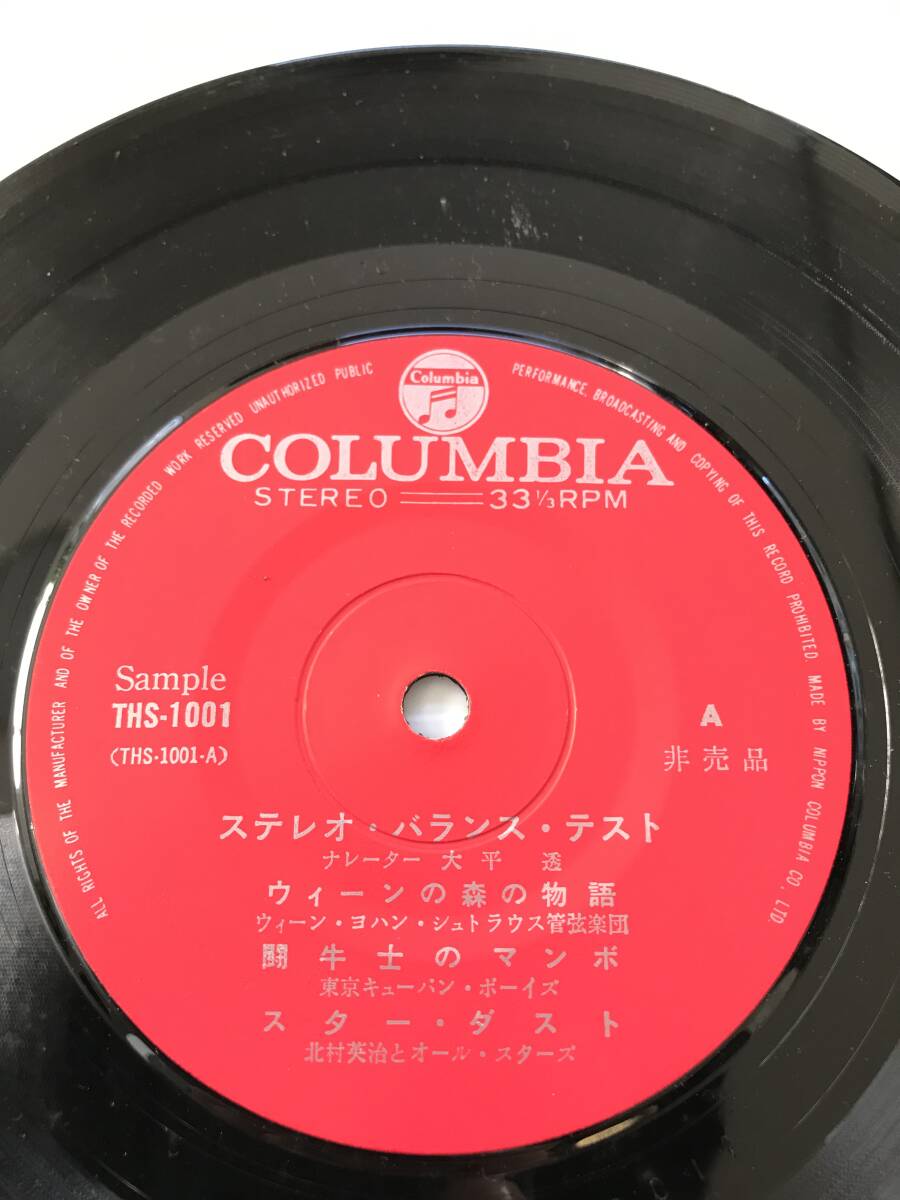 Columbia
COLUMBIA
STEREO 33 1/3 RPM
ALL RIGHTS OF THE MANUFACTURER AND OF THE OWNER OF THE RECORDED WORK RESERVED UNAUTHORIZED PUBLIC PERFORMANCE, BROADCASTING AND COPYING OF THIS RECORD PROHIBITED. MADE BY NIPPON COLUMBIA CO., LTD
Sample
THS-1001
(THS-1001-A)
A
非売品
ステレオ・バランス・テスト
ナレーター 大平 透
ウィーンの森の物語
ウィーン・ヨハン・シュトラウス管弦楽団
闘牛士のマンボ
東京キューバン・ボーイズ
スター・ダスト
北村英治とオール・スターズ